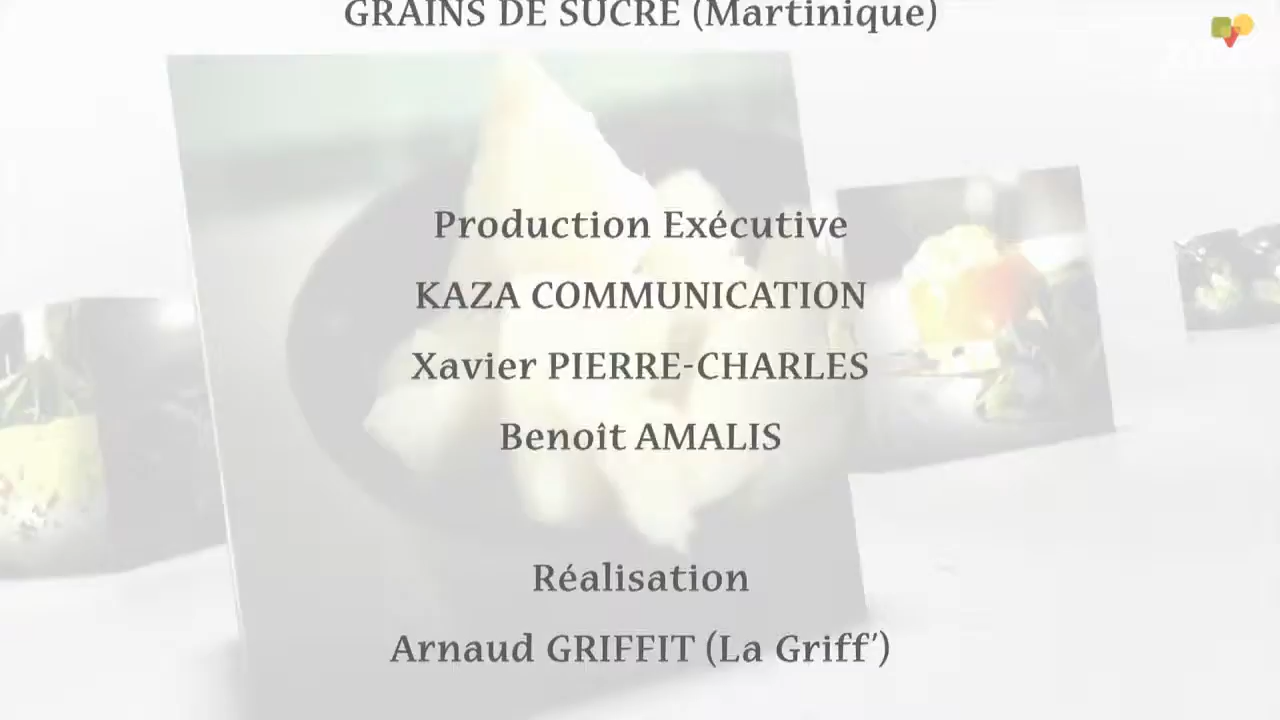 GRAINS DE SUCRE (Martinique)
Production Exécutive
KAZA COMMUNICATION
Xavier PIERRE-CHARLES
Benoît AMALIS
Réalisation
Arnaud GRIFFIT (La Griff')